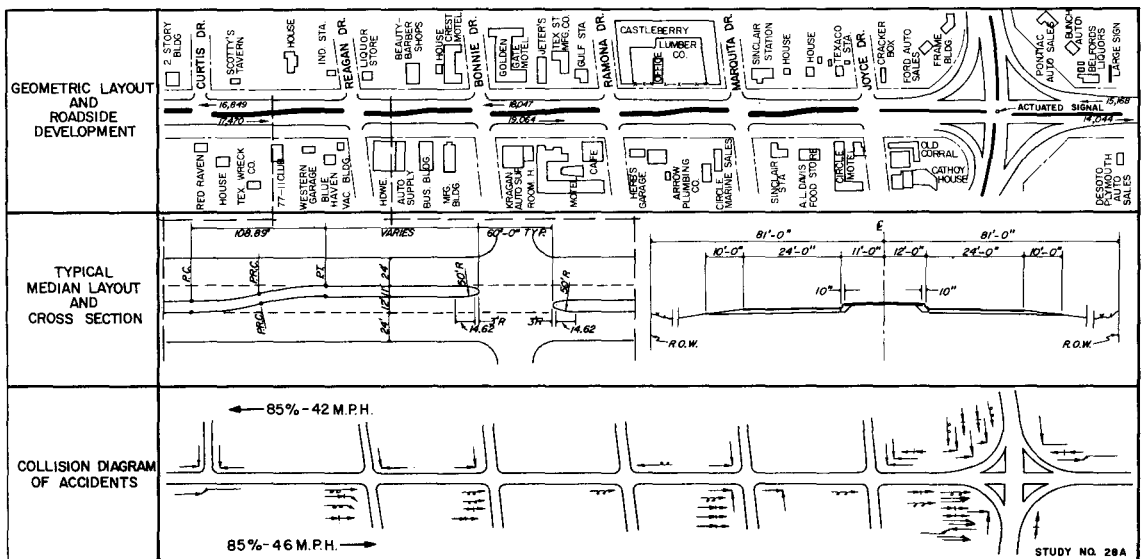 GEOMETRIC LAYOUT
AND
ROADSIDE
DEVELOPMENT
2 STORY
BLDG
CURTIS DR.
SCOTTY'S
TAVERN
HOUSE
IND. STA.
REAGAN DR.
LIQUOR
STORE
BEAUTY-
BARBER
SHOPS
HOUSE
CREST
MOTEL
BONNIE DR.
GOLDEN
GATE
MOTEL
JETER'S
TEX ST
MFG. CO.
GULF STA.
RAMONA DR.
CASTLEBERRY
LUMBER
CO.
OFFICE
MAROUITA DR.
SINCLAIR
STATION
HOUSE
HOUSE
TEXACO
STA.
JOYCE DR.
CRACKER
BOX
FORD AUTO
SALES
FRAME
BLDG
PONTIAC
AUTO SALES
BUNCH
AUTO.
BELFORDS
LIQUORS
LARGE SIGN
16,849
17,470
18,047
19,064
ACTUATED SIGNAL
15,168
14,044
RED RAVEN
HOUSE
TEX WRECK
CO.
77-11 CLUB
WESTERN
GARAGE
BLUE
HAVEN
VAC. BLDG.
HOWE
AUTO
SUPPLY
BUS. BLDG.
MFG.
BLDG.
KRAGAN
AUTO SUP.
ROOM H.
MOTEL
CAFE
HERB'S
GARAGE
ARROW
PLUMBING
CO.
CIRCLE
MARINE SALES
SINCLAIR
STA
A.L. DAVIS
FOOD STORE
CIRCLE
MOTEL
OLD
CORRAL
CATHOY
HOUSE
DESOTO
PLYMOUTH
AUTO
SALES
TYPICAL
MEDIAN LAYOUT
AND
CROSS SECTION
108.89'
VARIES
60'-0" TYP.
P.C.
P.R.C.
P.T.
P.R.C.
24'
11'
12'
24'
50' R
50' R
3' R
3' R
14.62
14.62
81'-0"
81'-0"
10'-0"
24'-0"
11'-0"
12'-0"
24'-0"
10'-0"
10"
10"
R.O.W.
R.O.W.
COLLISION DIAGRAM
OF ACCIDENTS
85%-42 M.P.H.
85%-46 M.P.H.
STUDY NO. 28A